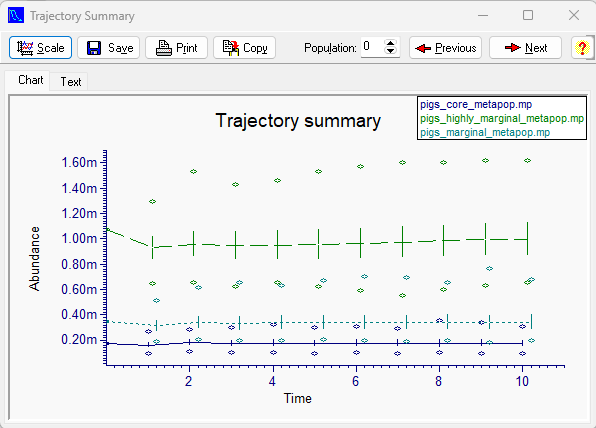 Trajectory Summary
Scale Save Print Copy Population: 0 Previous Next ?
Chart Text
Trajectory summary
pigs_core_metapop.mp
pigs_highly_marginal_metapop.mp
pigs_marginal_metapop.mp
1.60m
1.40m
1.20m
1.00m
0.80m
0.60m
0.40m
0.20m
Abundance
2 4 6 8 10
Time